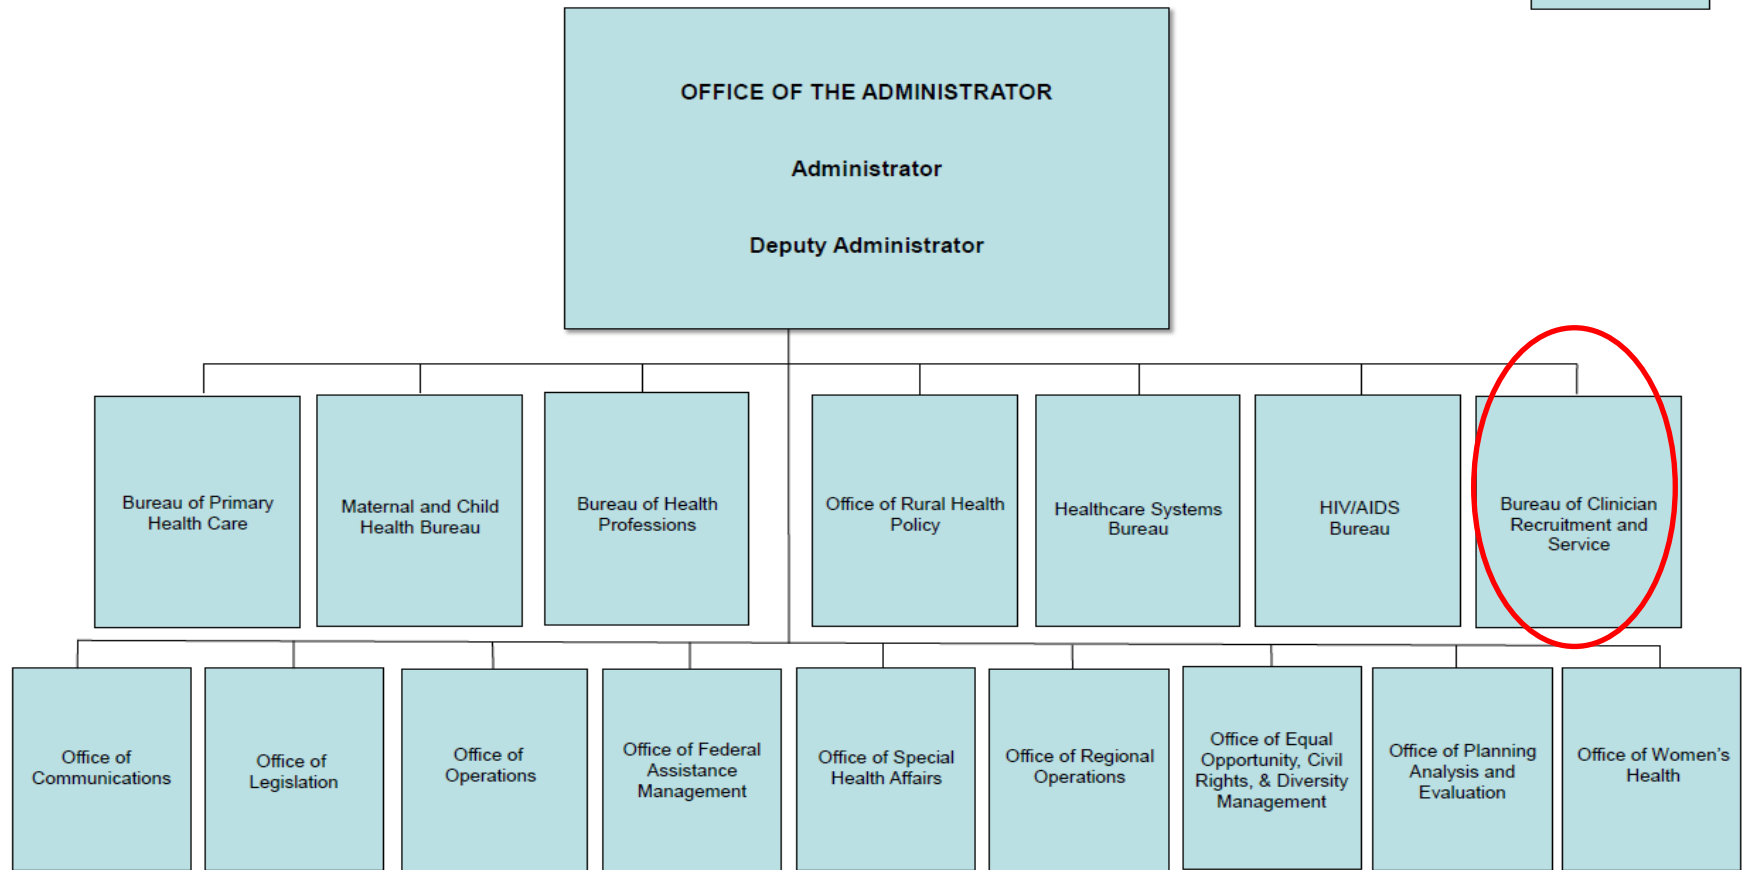 OFFICE OF THE ADMINISTRATOR
Administrator
Deputy Administrator
Bureau of Primary
Health Care
Maternal and Child
Health Bureau
Bureau of Health
Professions
Office of Rural Health
Policy
Healthcare Systems
Bureau
HIV/AIDS
Bureau
Bureau of Clinician
Recruitment and
Service
Office of
Communications
Office of
Legislation
Office of
Operations
Office of Federal
Assistance
Management
Office of Special
Health Affairs
Office of Regional
Operations
Office of Equal
Opportunity, Civil
Rights, & Diversity
Management
Office of Planning
Analysis and
Evaluation
Office of Women’s
Health